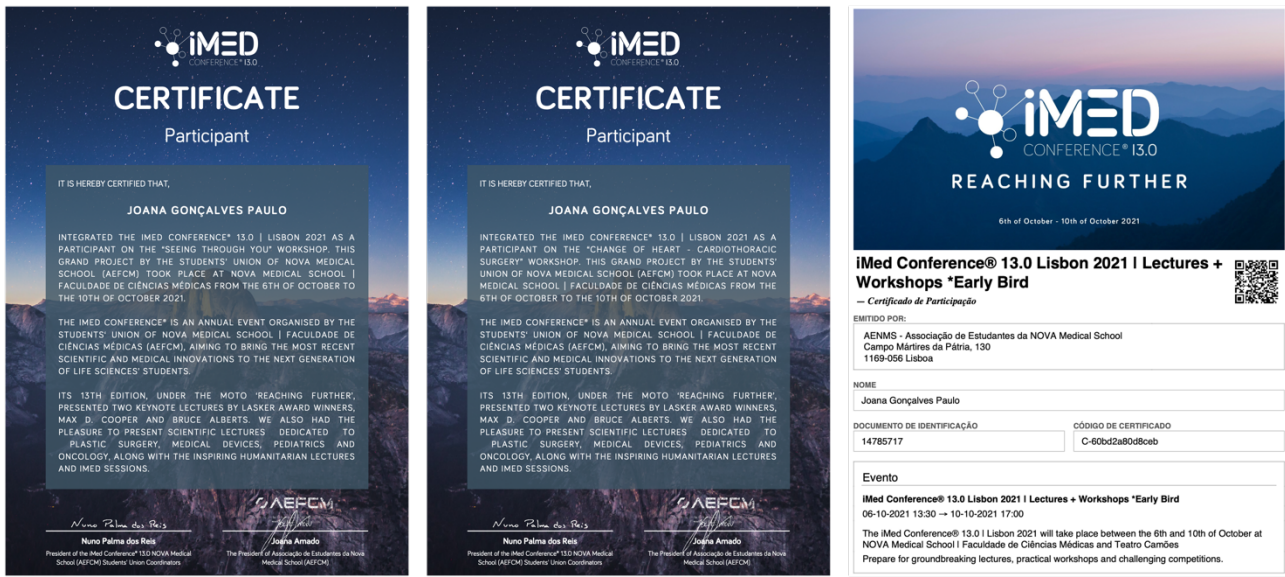 iMED
CONFERENCE® 13.0
CERTIFICATE
Participant
IT IS HEREBY CERTIFIED THAT,
JOANA GONÇALVES PAULO
INTEGRATED THE IMED CONFERENCE® 13.0 | LISBON 2021 AS A
PARTICIPANT ON THE "SEEING THROUGH YOU" WORKSHOP. THIS
GRAND PROJECT BY THE STUDENTS' UNION OF NOVA MEDICAL
SCHOOL (AEFCM) TOOK PLACE AT NOVA MEDICAL SCHOOL |
FACULDADE DE CIÊNCIAS MÉDICAS FROM THE 6TH OF OCTOBER TO
THE 10TH OF OCTOBER 2021.
THE IMED CONFERENCE® IS AN ANNUAL EVENT ORGANISED BY THE
STUDENTS' UNION OF NOVA MEDICAL SCHOOL | FACULDADE DE
CIÊNCIAS MÉDICAS (AEFCM), AIMING TO BRING THE MOST RECENT
SCIENTIFIC AND MEDICAL INNOVATIONS TO THE NEXT GENERATION
OF LIFE SCIENCES' STUDENTS.
ITS 13TH EDITION, UNDER THE MOTO 'REACHING FURTHER',
PRESENTED TWO KEYNOTE LECTURES BY LASKER AWARD WINNERS,
MAX D. COOPER AND BRUCE ALBERTS. WE ALSO HAD THE
PLEASURE TO PRESENT SCIENTIFIC LECTURES DEDICATED TO
PLASTIC SURGERY, MEDICAL DEVICES, PEDIATRICS AND
ONCOLOGY, ALONG WITH THE INSPIRING HUMANITARIAN LECTURES
AND IMED SESSIONS.
AEFCM
Nuno Palma dos Reis
Nuno Palma dos Reis
President of the iMed Conference® 13.0 NOVA Medical
School (AEFCM) Students' Union Coordinators
Joana Amado
The President of Associação de Estudantes da Nova
Medical School (AEFCM)
iMED
CONFERENCE® 13.0
CERTIFICATE
Participant
IT IS HEREBY CERTIFIED THAT,
JOANA GONÇALVES PAULO
INTEGRATED THE IMED CONFERENCE® 13.0 | LISBON 2021 AS A
PARTICIPANT ON THE "CHANGE OF HEART - CARDIOTHORACIC
SURGERY" WORKSHOP. THIS GRAND PROJECT BY THE STUDENTS'
UNION OF NOVA MEDICAL SCHOOL (AEFCM) TOOK PLACE AT NOVA
MEDICAL SCHOOL | FACULDADE DE CIÊNCIAS MÉDICAS FROM THE
6TH OF OCTOBER TO THE 10TH OF OCTOBER 2021.
THE IMED CONFERENCE® IS AN ANNUAL EVENT ORGANISED BY THE
STUDENTS' UNION OF NOVA MEDICAL SCHOOL | FACULDADE DE
CIÊNCIAS MÉDICAS (AEFCM), AIMING TO BRING THE MOST RECENT
SCIENTIFIC AND MEDICAL INNOVATIONS TO THE NEXT GENERATION
OF LIFE SCIENCES' STUDENTS.
ITS 13TH EDITION, UNDER THE MOTO 'REACHING FURTHER',
PRESENTED TWO KEYNOTE LECTURES BY LASKER AWARD WINNERS,
MAX D. COOPER AND BRUCE ALBERTS. WE ALSO HAD THE
PLEASURE TO PRESENT SCIENTIFIC LECTURES DEDICATED TO
PLASTIC SURGERY, MEDICAL DEVICES, PEDIATRICS AND
ONCOLOGY, ALONG WITH THE INSPIRING HUMANITARIAN LECTURES
AND IMED SESSIONS.
AEFCM
Nuno Palma dos Reis
Nuno Palma dos Reis
President of the iMed Conference® 13.0 NOVA Medical
School (AEFCM) Students' Union Coordinators
Joana Amado
The President of Associação de Estudantes da Nova
Medical School (AEFCM)
iMED
CONFERENCE® 13.0
REACHING FURTHER
6th of October - 10th of October 2021
iMed Conference® 13.0 Lisbon 2021 | Lectures +
Workshops *Early Bird
— Certificado de Participação
EMITIDO POR:
AENMS - Associação de Estudantes da NOVA Medical School
Campo Mártires da Pátria, 130
1169-056 Lisboa
NOME
Joana Gonçalves Paulo
DOCUMENTO DE IDENTIFICAÇÃO
14785717
CÓDIGO DE CERTIFICADO
C-60bd2a80d8ceb
Evento
iMed Conference® 13.0 Lisbon 2021 | Lectures + Workshops *Early Bird
06-10-2021 13:30 → 10-10-2021 17:00
The iMed Conference® 13.0 | Lisbon 2021 will take place between the 6th and 10th of October at
NOVA Medical School | Faculdade de Ciências Médicas and Teatro Camões
Prepare for groundbreaking lectures, practical workshops and challenging competitions.